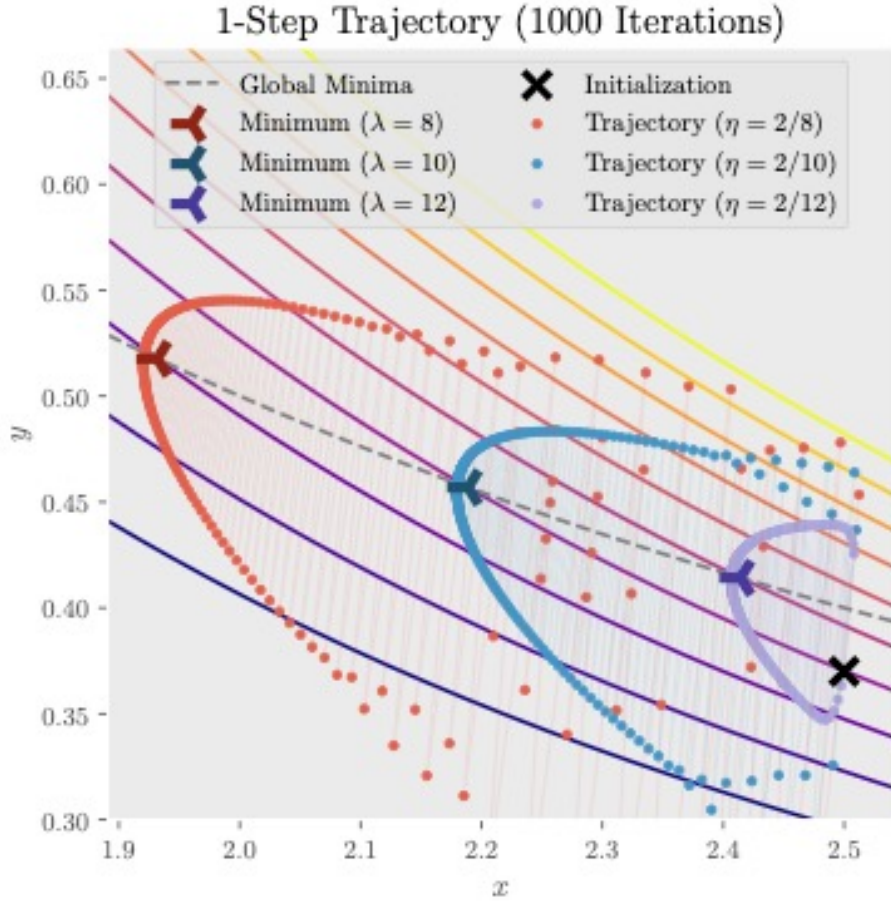 1-Step Trajectory (1000 Iterations)
Global Minima
Minimum (λ = 8)
Minimum (λ = 10)
Minimum (λ = 12)
Initialization
Trajectory (η = 2/8)
Trajectory (η = 2/10)
Trajectory (η = 2/12)
y
0.65
0.60
0.55
0.50
0.45
0.40
0.35
0.30
1.9 2.0 2.1 2.2 2.3 2.4 2.5
x